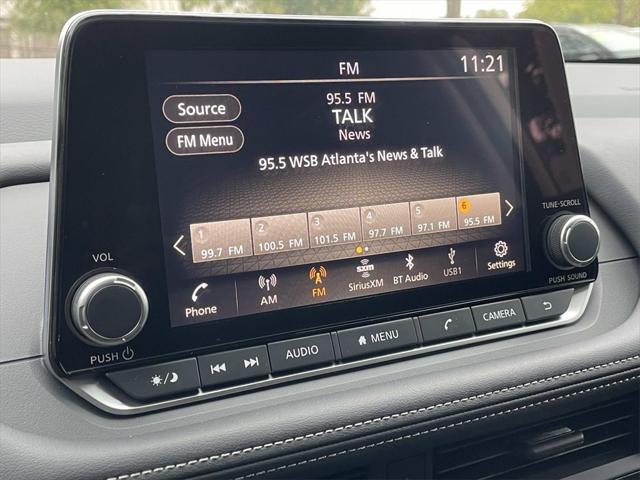 FM
11:21
Source
95.5 FM
TALK
FM Menu
News
95.5 WSB Atlanta's News & Talk
1
2
3
4
5
6
99.7 FM
100.5 FM
101.5 FM
97.7 FM
97.1 FM
95.5 FM
Phone
AM
FM
sxm
SiriusXM
BT Audio
USB1
Settings
VOL
PUSH
TUNE-SCROLL
PUSH SOUND
AUDIO
MENU
CAMERA